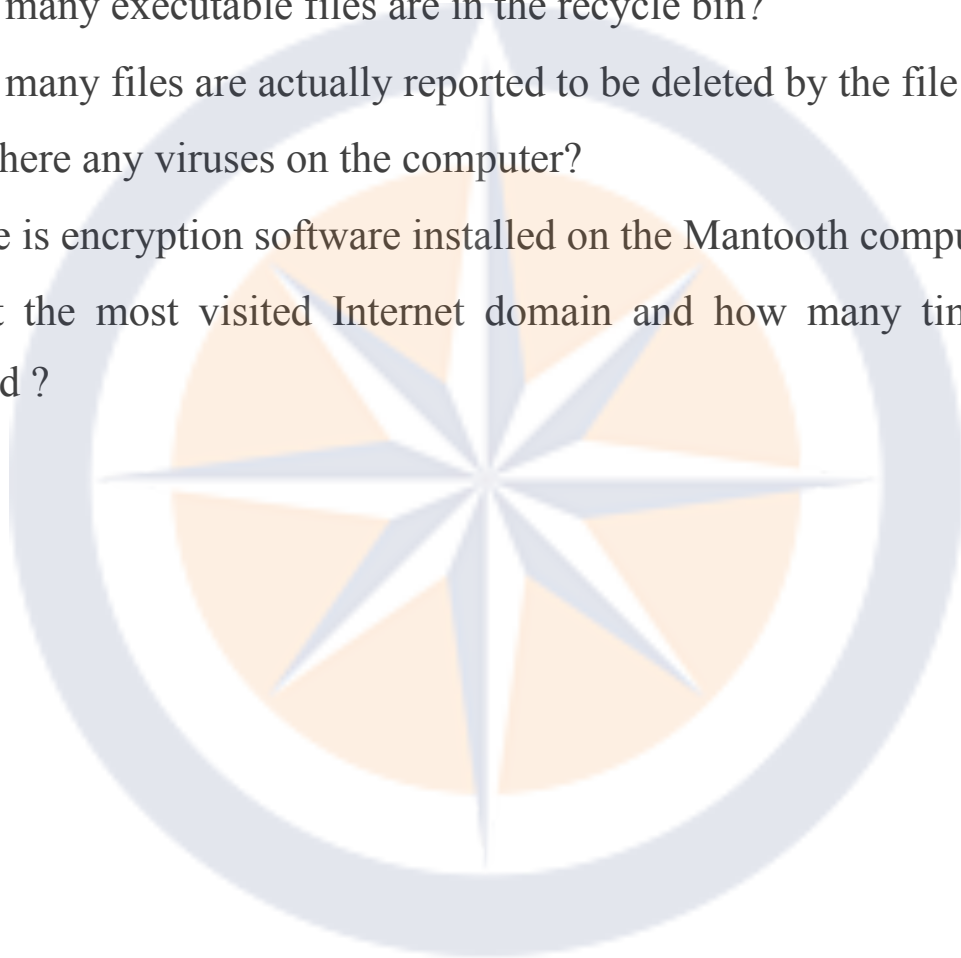 many executable files are in the recycle bin?
many files are actually reported to be deleted by the file
here any viruses on the computer?
e is encryption software installed on the Mantooth compu
t the most visited Internet domain and how many tir
d ?